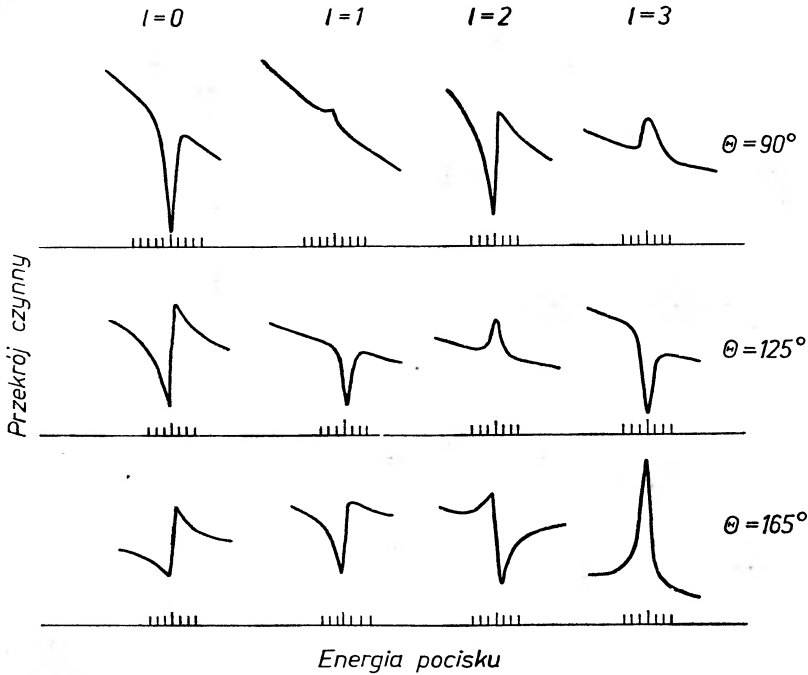 l=0 l=1 l=2 l=3
Θ=90°
Θ=125°
Θ=165°
Przekrój czynny
Energia pocisku